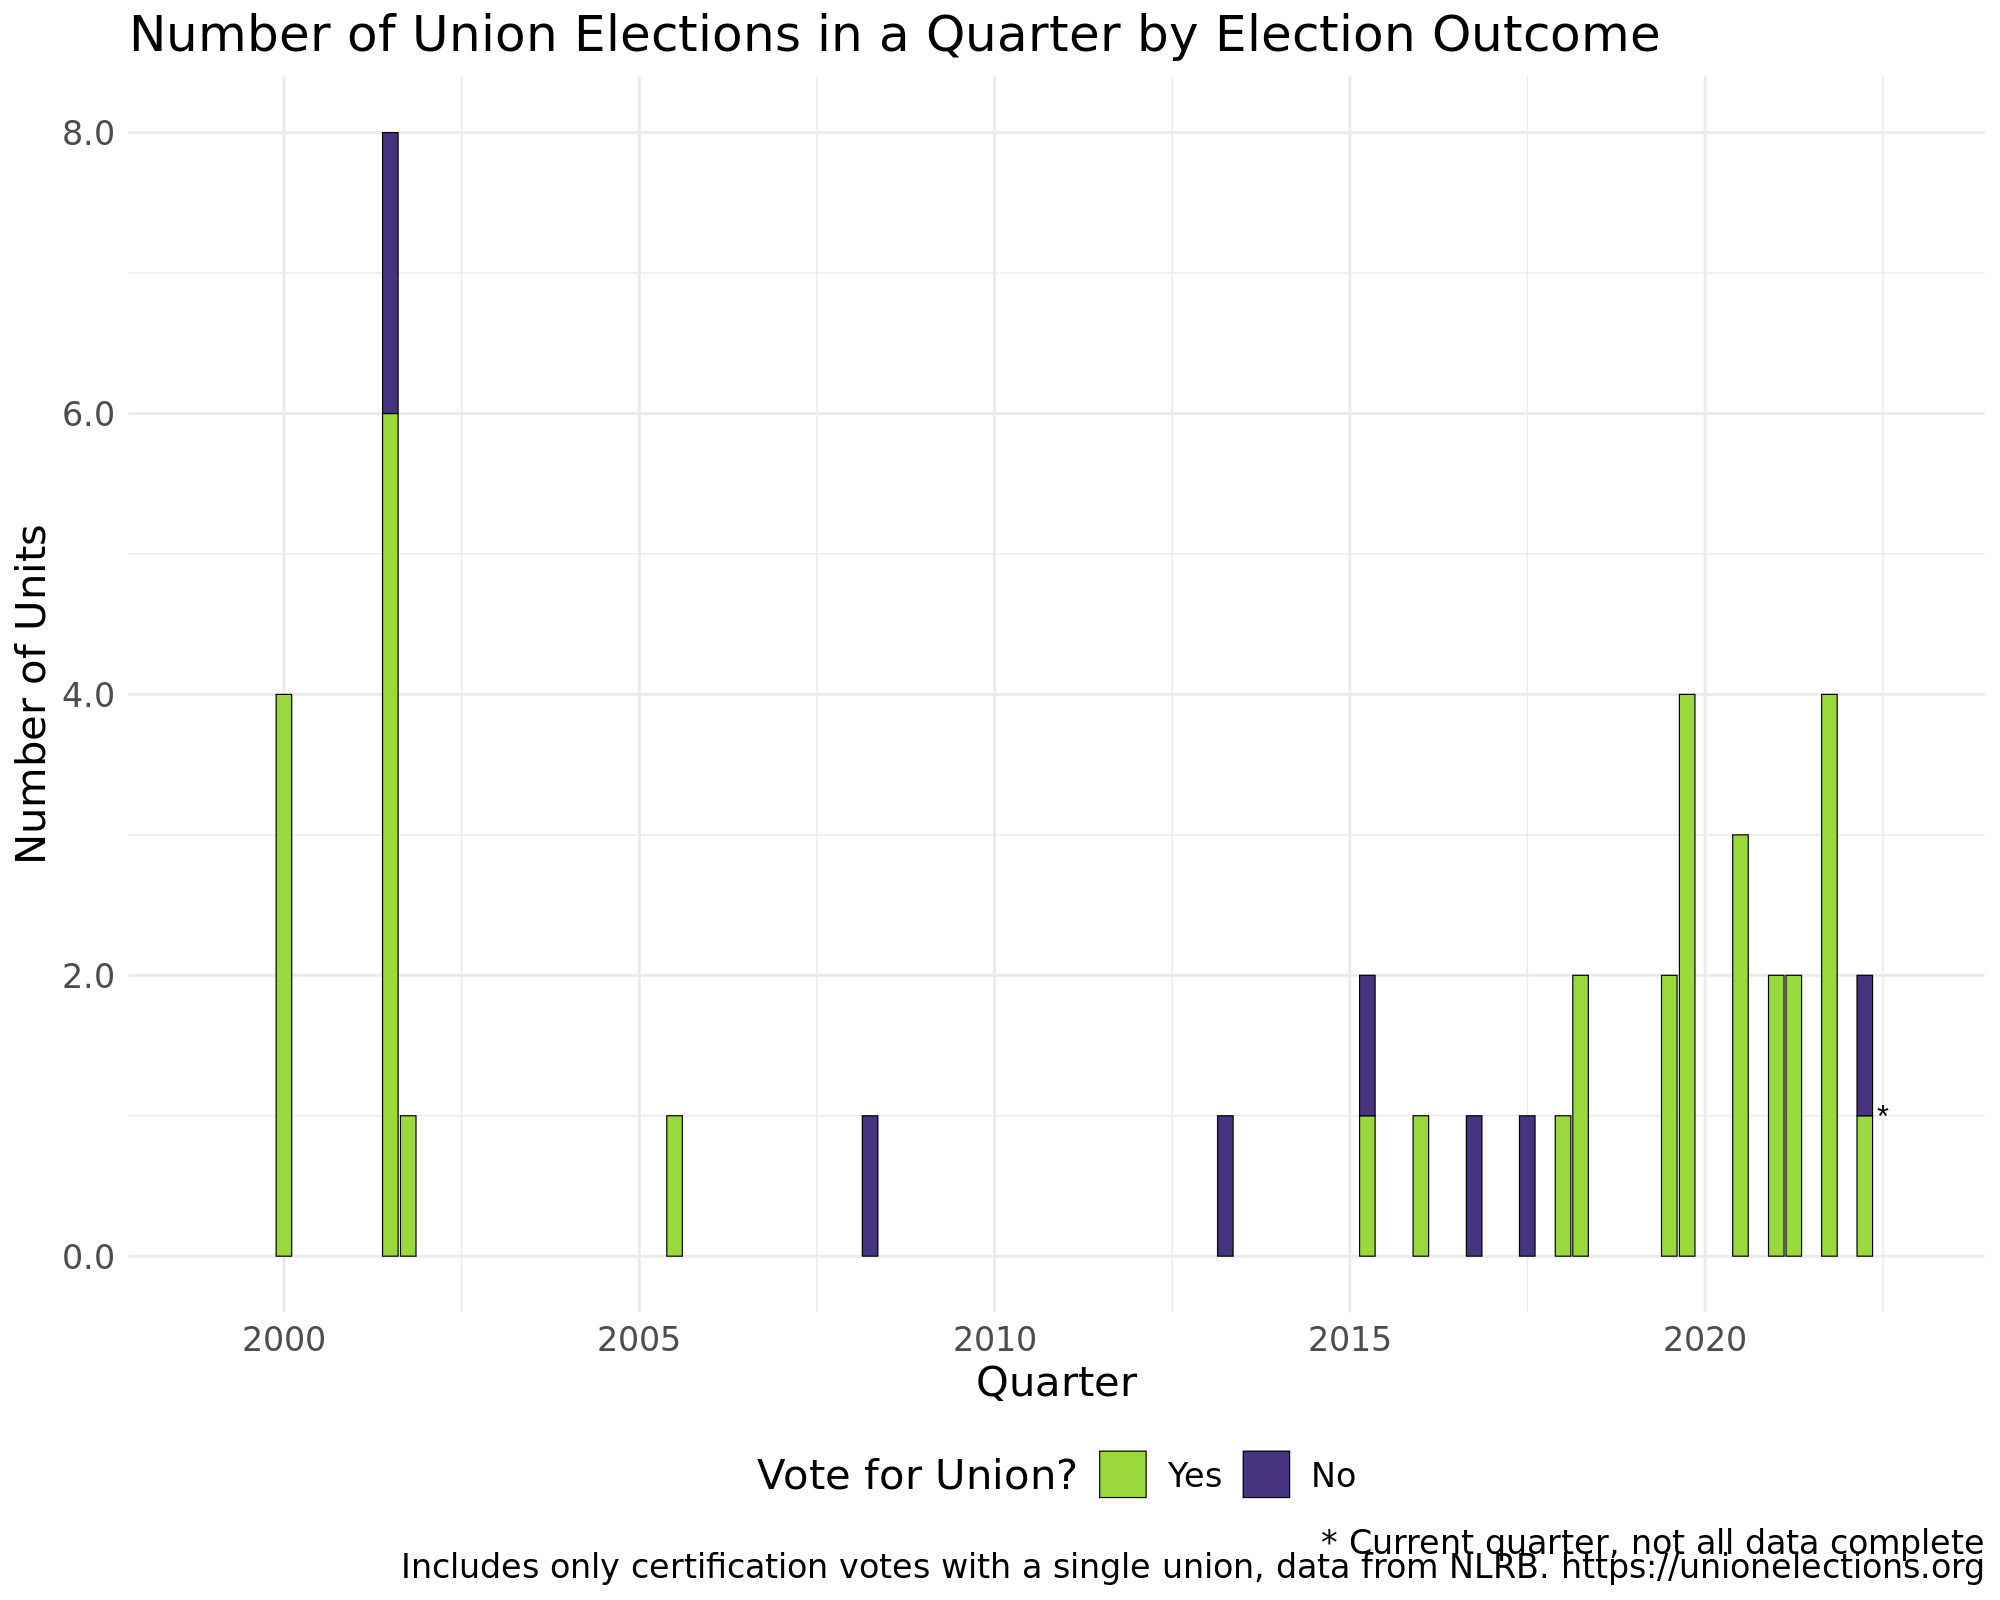 Number of Union Elections in a Quarter by Election Outcome
Number of Units
8.0
6.0
4.0
2.0
0.0
*
2000 2005 2010 2015 2020
Quarter
Vote for Union? Yes No
* Current quarter, not all data complete
Includes only certification votes with a single union, data from NLRB. https://unionelections.org